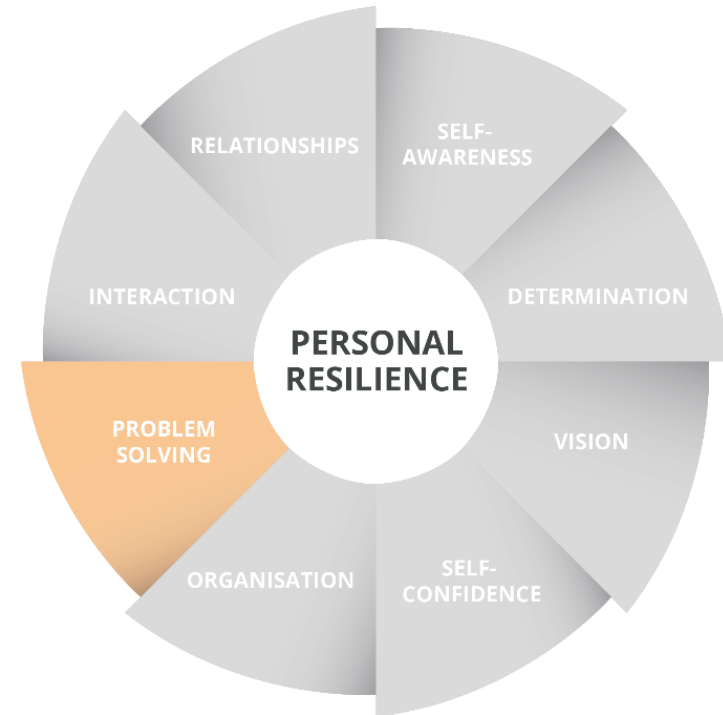 RELATIONSHIPS
SELF-
AWARENESS
INTERACTION
DETERMINATION
PERSONAL
RESILIENCE
PROBLEM
SOLVING
VISION
ORGANISATION
SELF-
CONFIDENCE